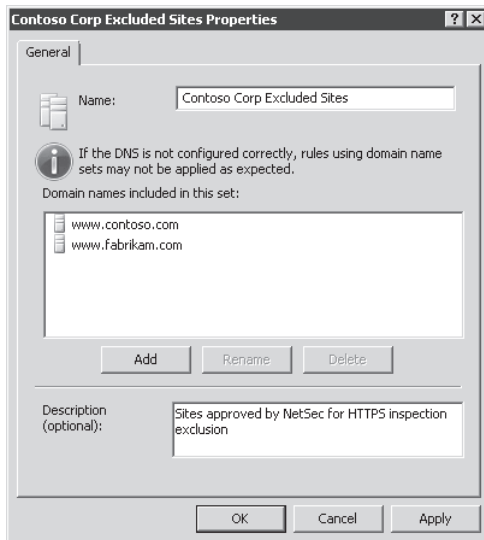 Contoso Corp Excluded Sites Properties
General
Name:
Contoso Corp Excluded Sites
If the DNS is not configured correctly, rules using domain name
sets may not be applied as expected.
Domain names included in this set:
www.contoso.com
www.fabrikam.com
Add
Rename
Delete
Description
(optional):
Sites approved by NetSec for HTTPS inspection
exclusion
OK
Cancel
Apply